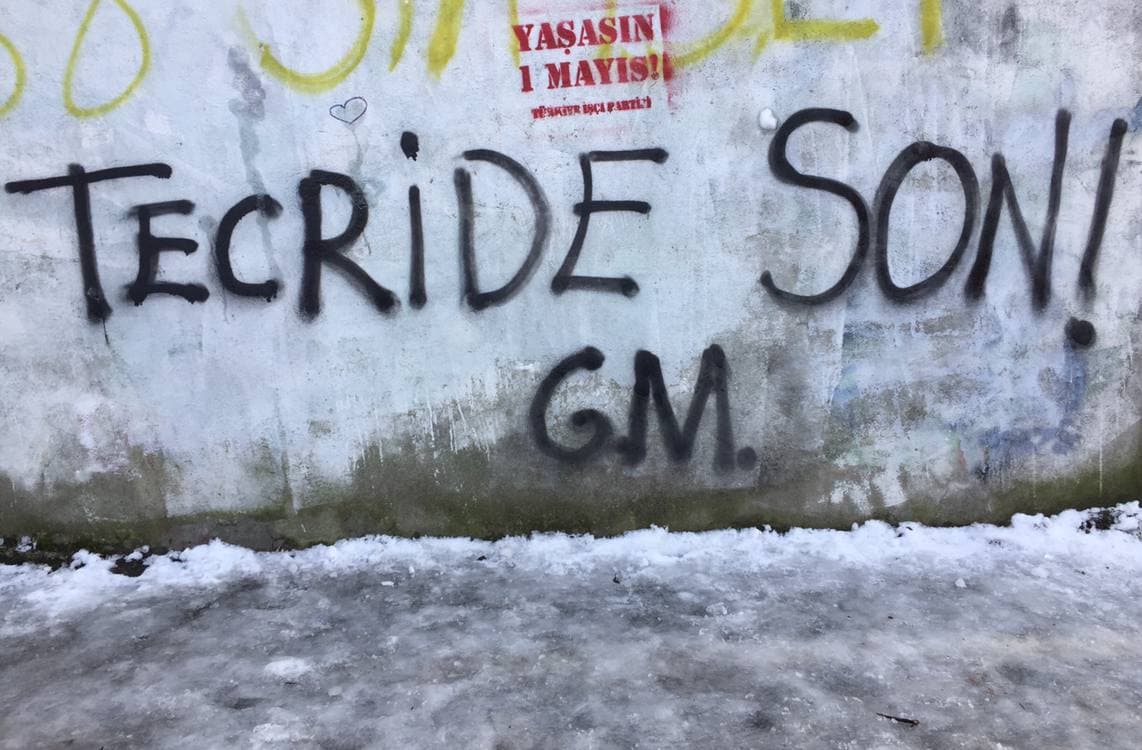 YAŞASIN
1 MAYIS!
TÜRKİYE İŞÇİ PARTİSİ
TECRİDE SON!
GM.